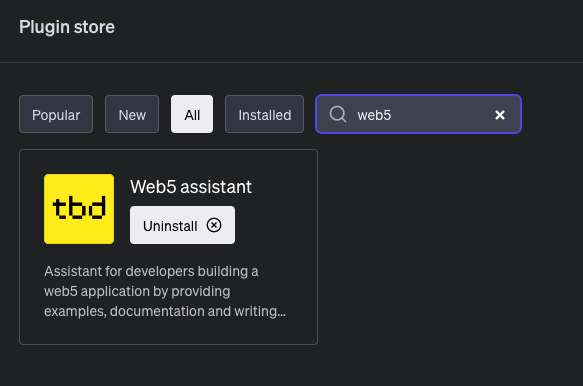 Plugin store
Popular
New
All
Installed
web5
tbd
Web5 assistant
Uninstall
Assistant for developers building a
web5 application by providing
examples, documentation and writing...